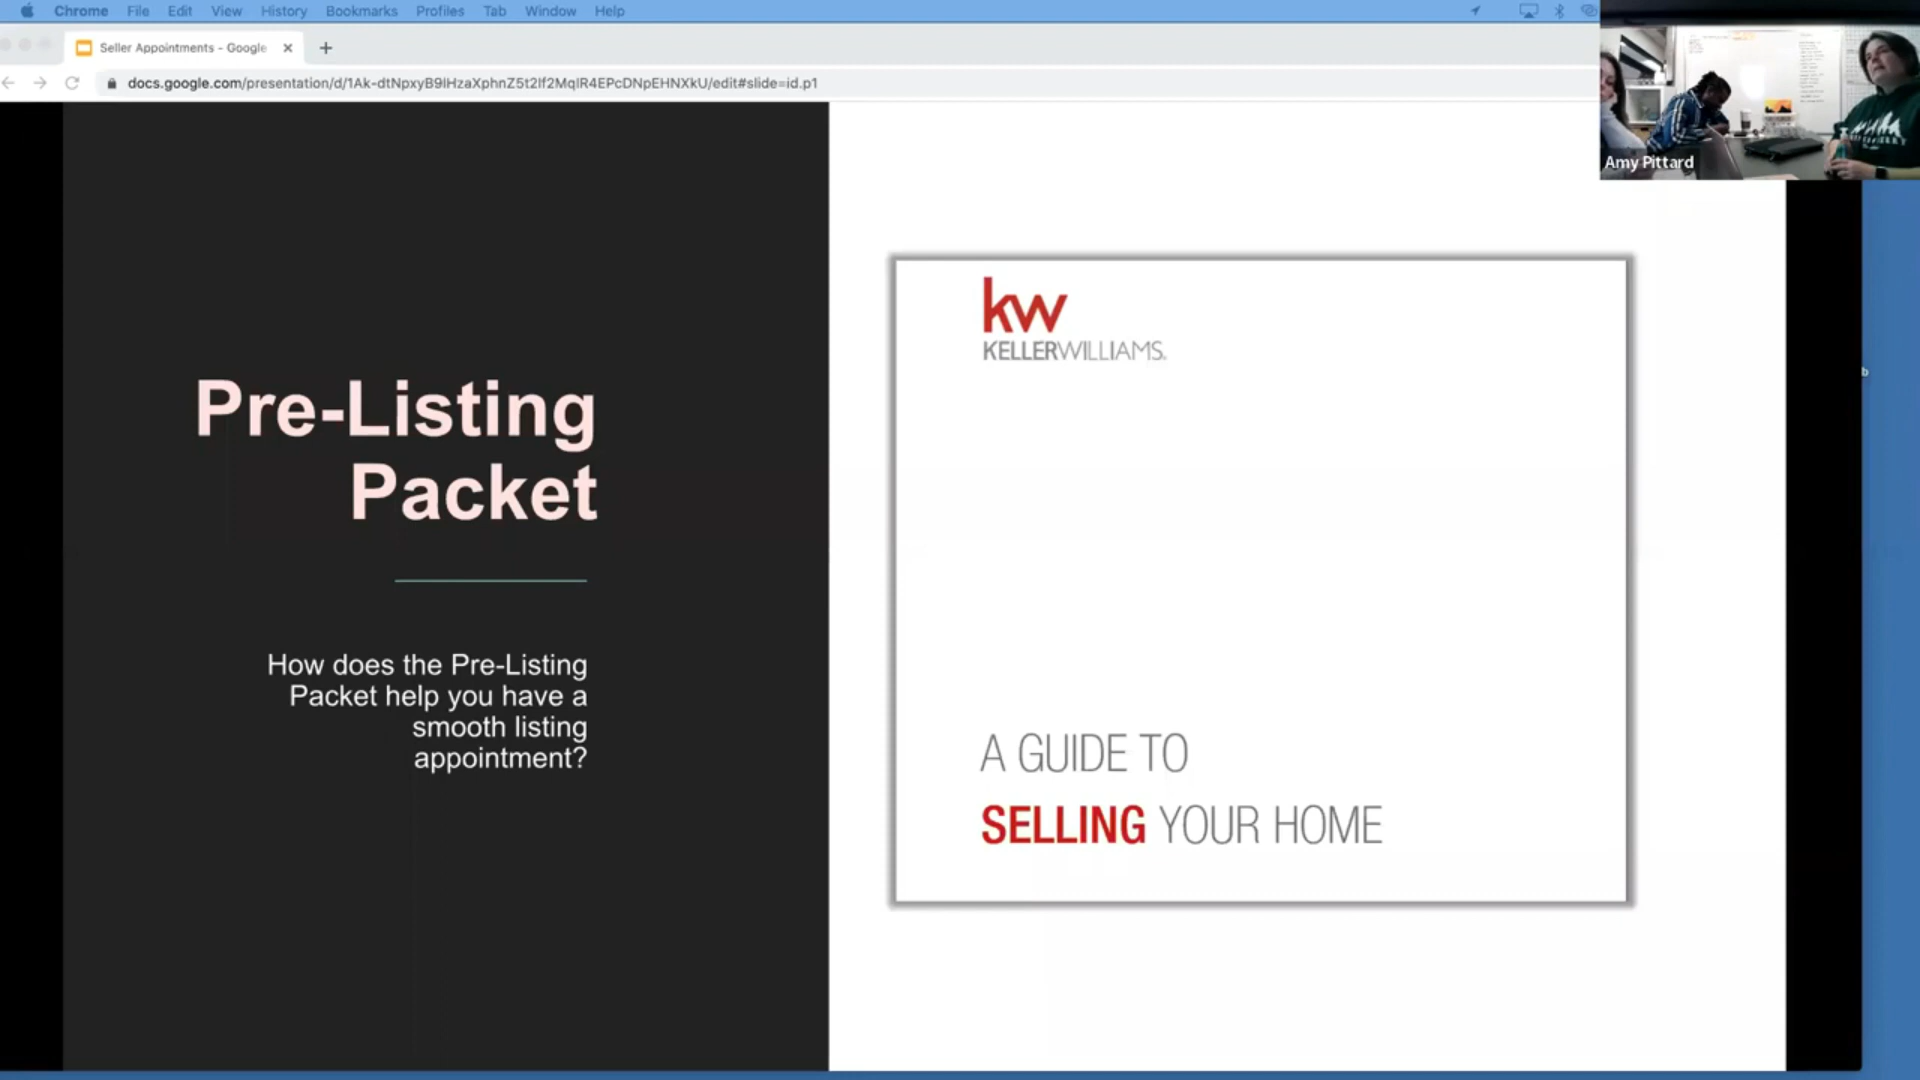 Chrome File Edit View History Bookmarks Profiles Tab Window Help
Seller Appointments - Google
docs.google.com/presentation/d/1Ak-dtNpxyB9IHzaXphnZ5t2lf2MqlR4EPcDNpEHNXkU/edit#slide=id.p1
Amy Pittard
Pre-Listing
Packet
How does the Pre-Listing
Packet help you have a
smooth listing
appointment?
kw
KELLERWILLIAMS.
A GUIDE TO
SELLING YOUR HOME
b